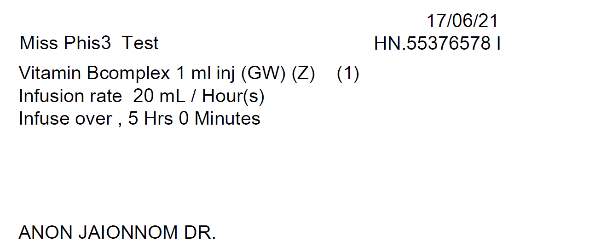 17/06/21
Miss Phis3 Test HN.55376578 I
Vitamin Bcomplex 1 ml inj (GW) (Z) (1)
Infusion rate 20 mL / Hour(s)
Infuse over , 5 Hrs 0 Minutes
ANON JAIONNOM DR.